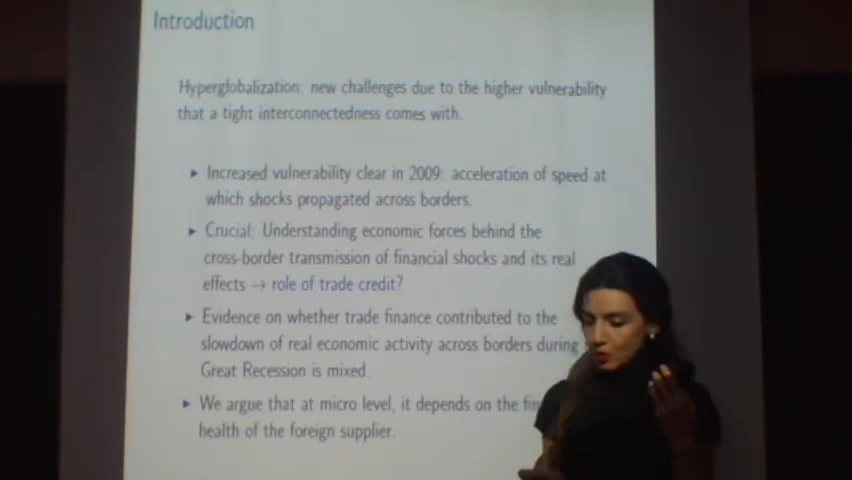 Introduction
Hyperglobalization: new challenges due to the higher vulnerability
that a tight interconnectedness comes with.
▸ Increased vulnerability clear in 2009: acceleration of speed at
which shocks propagated across borders.
▸ Crucial: Understanding economic forces behind the
cross-border transmission of financial shocks and its real
effects → role of trade credit?
▸ Evidence on whether trade finance contributed to the
slowdown of real economic activity across borders during
Great Recession is mixed
▸ We argue that at micro level, it depends on the
health of the foreign supplier.